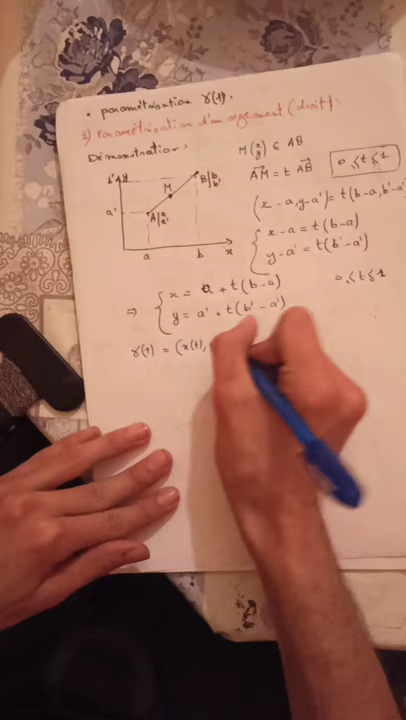 • paramétrisation γ(t).
1) Paramétrisation d'un segment (droit):
Démonstration:
M(x y) ∈ AB
AM = t AB
0 ≤ t ≤ 1
(x-a, y-a') = t(b-a, b'-a'
{ x-a = t(b-a)
y-a' = t(b'-a')
b' y
M
B|b b'
a'
A|a a'
a b x
⇒ { x = a + t(b-a)
0 ≤ t ≤ 1
y = a' + t(b'-a')
γ(t) = (x(t),